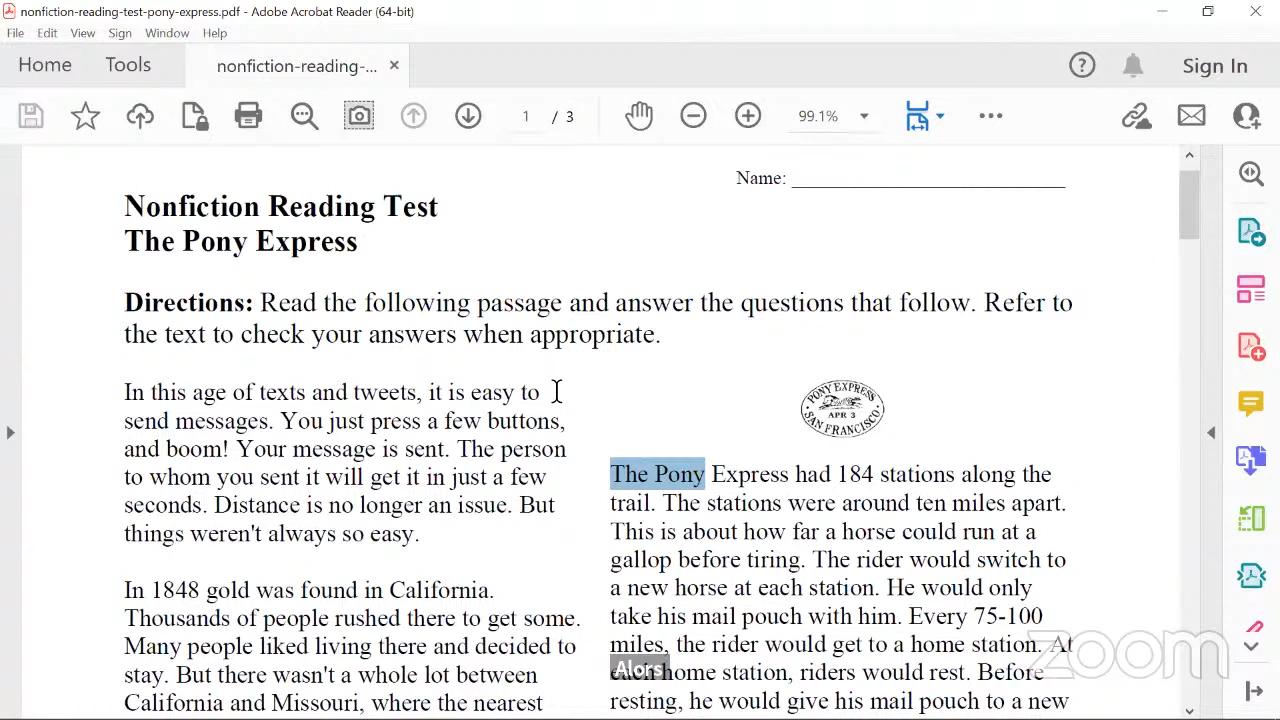 nonfiction-reading-test-pony-express.pdf - Adobe Acrobat Reader (64-bit)
File Edit View Sign Window Help
Home Tools nonfiction-reading-... Sign In
1 / 3 99.1%
Name:
Nonfiction Reading Test
The Pony Express
Directions: Read the following passage and answer the questions that follow. Refer to
the text to check your answers when appropriate.
In this age of texts and tweets, it is easy to
send messages. You just press a few buttons,
and boom! Your message is sent. The person
to whom you sent it will get it in just a few
seconds. Distance is no longer an issue. But
things weren't always so easy.
In 1848 gold was found in California.
Thousands of people rushed there to get some.
Many people liked living there and decided to
stay. But there wasn't a whole lot between
California and Missouri, where the nearest
PONY EXPRESS
APR 3
SAN FRANCISCO
The Pony Express had 184 stations along the
trail. The stations were around ten miles apart.
This is about how far a horse could run at a
gallop before tiring. The rider would switch to
a new horse at each station. He would only
take his mail pouch with him. Every 75-100
miles, the rider would get to a home station. At
each home station, riders would rest. Before
resting, he would give his mail pouch to a new
Alors
zoom